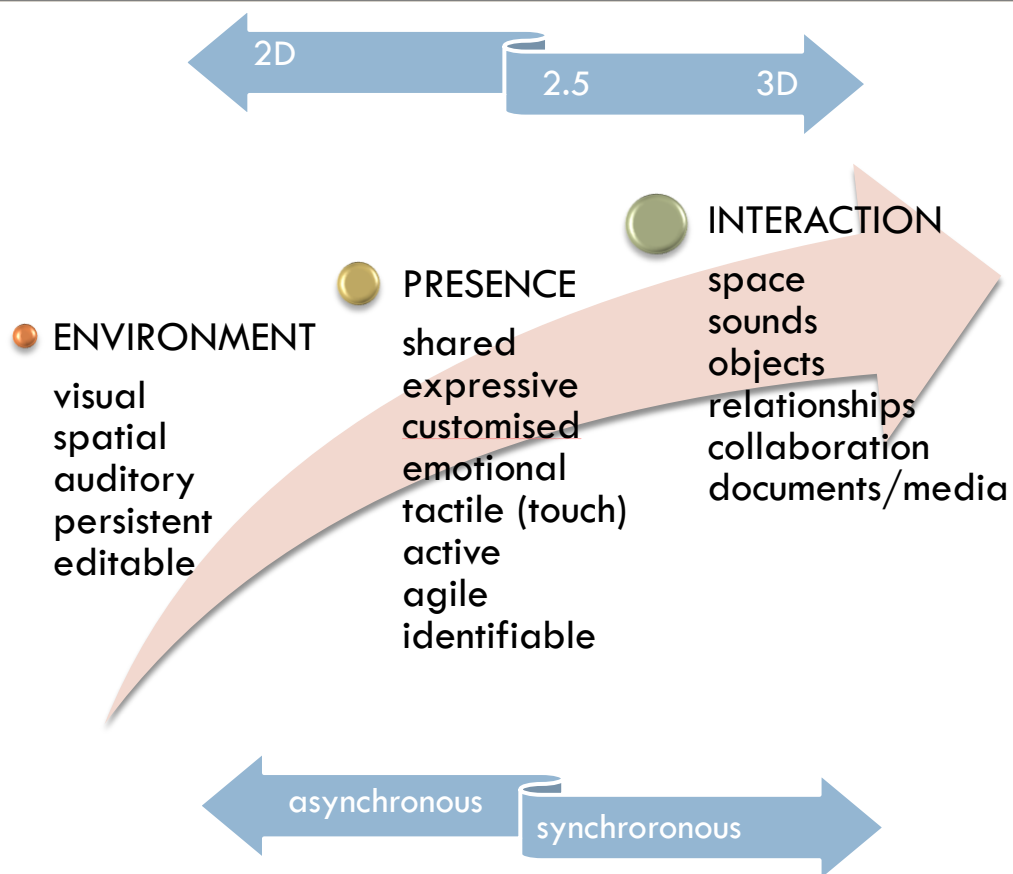 2D
2.5 3D
ENVIRONMENT
visual
spatial
auditory
persistent
editable
PRESENCE
shared
expressive
customised
emotional
tactile (touch)
active
agile
identifiable
INTERACTION
space
sounds
objects
relationships
collaboration
documents/media
asynchronous
synchroronous